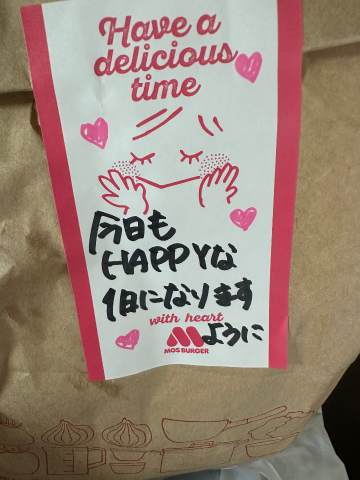 Have a
delicious
time
今日も
HAPPYな
1日になります
with heart
ように
MOS BURGER